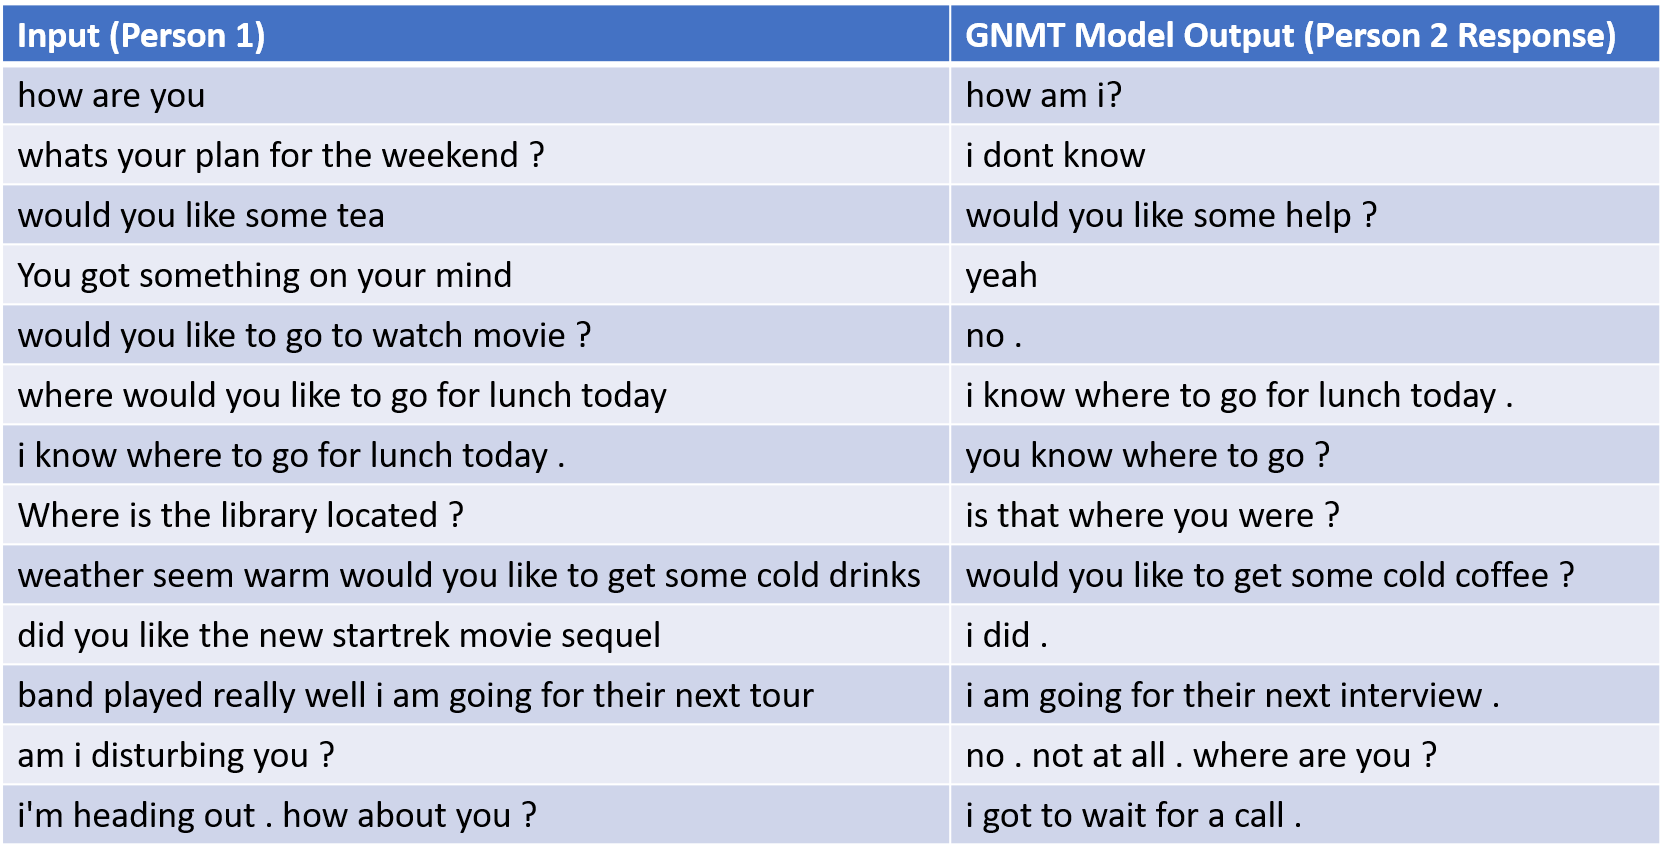 Input (Person 1) GNMT Model Output (Person 2 Response)
how are you how am i?
whats your plan for the weekend ? i dont know
would you like some tea would you like some help ?
You got something on your mind yeah
would you like to go to watch movie ? no .
where would you like to go for lunch today i know where to go for lunch today .
i know where to go for lunch today . you know where to go ?
Where is the library located ? is that where you were ?
weather seem warm would you like to get some cold drinks would you like to get some cold coffee ?
did you like the new startrek movie sequel i did .
band played really well i am going for their next tour i am going for their next interview .
am i disturbing you ? no . not at all . where are you ?
i'm heading out . how about you ? i got to wait for a call .